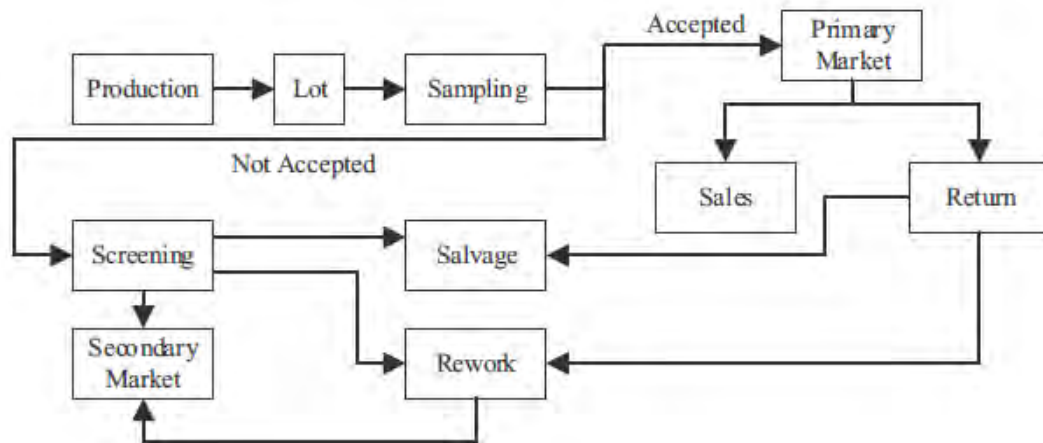 Accepted
Primary
Market
Production
Lot
Sampling
Not Accepted
Sales
Return
Screening
Salvage
Secondary
Market
Rework